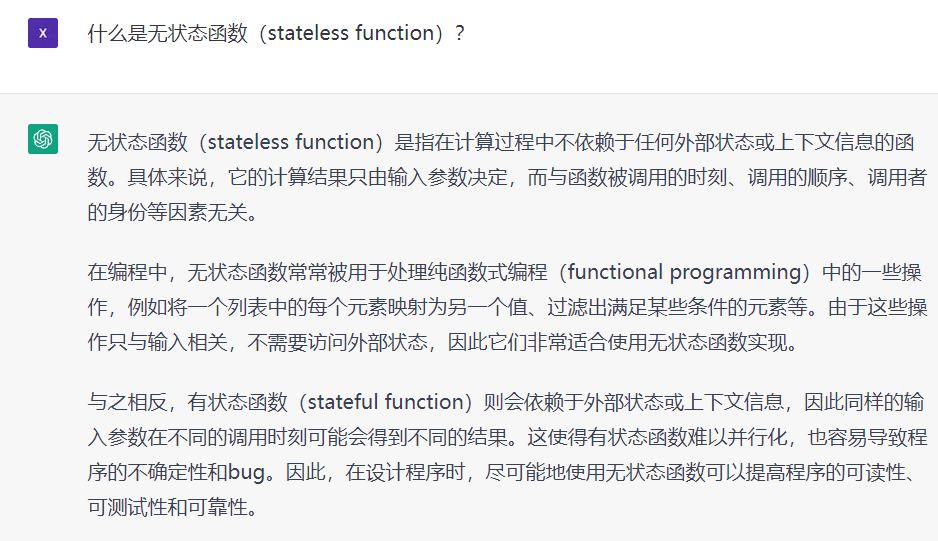 X
什么是无状态函数（stateless function）？
无状态函数（stateless function）是指在计算过程中不依赖于任何外部状态或上下文信息的函
数。具体来说，它的计算结果只由输入参数决定，而与函数被调用的时刻、调用的顺序、调用者
的身份等因素无关。
在编程中，无状态函数常常被用于处理纯函数式编程（functional programming）中的一些操
作，例如将一个列表中的每个元素映射为另一个值、过滤出满足某些条件的元素等。由于这些操
作只与输入相关，不需要访问外部状态，因此它们非常适合使用无状态函数实现。
与之相反，有状态函数（stateful function）则会依赖于外部状态或上下文信息，因此同样的输
入参数在不同的调用时刻可能会得到不同的结果。这使得有状态函数难以并行化，也容易导致程
序的不确定性和bug。因此，在设计程序时，尽可能地使用无状态函数可以提高程序的可读性、
可测试性和可靠性。